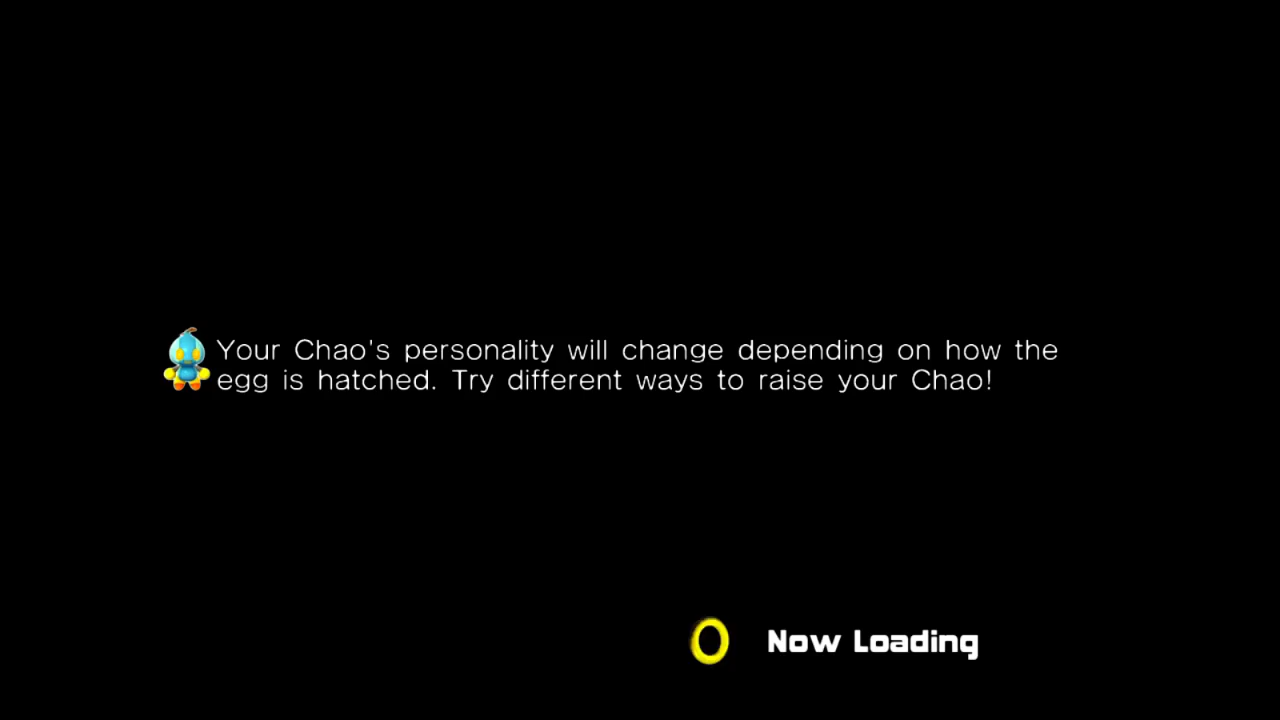 Your Chao's personality will change depending on how the
egg is hatched. Try different ways to raise your Chao!
Now Loading